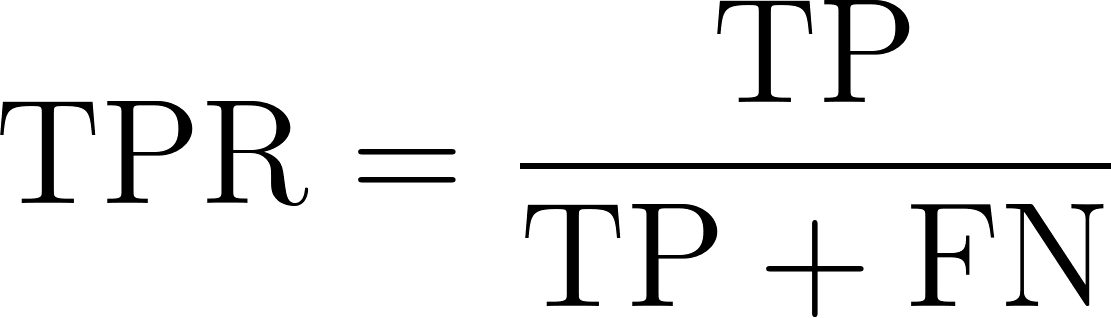 TPR = TP / TP + FN